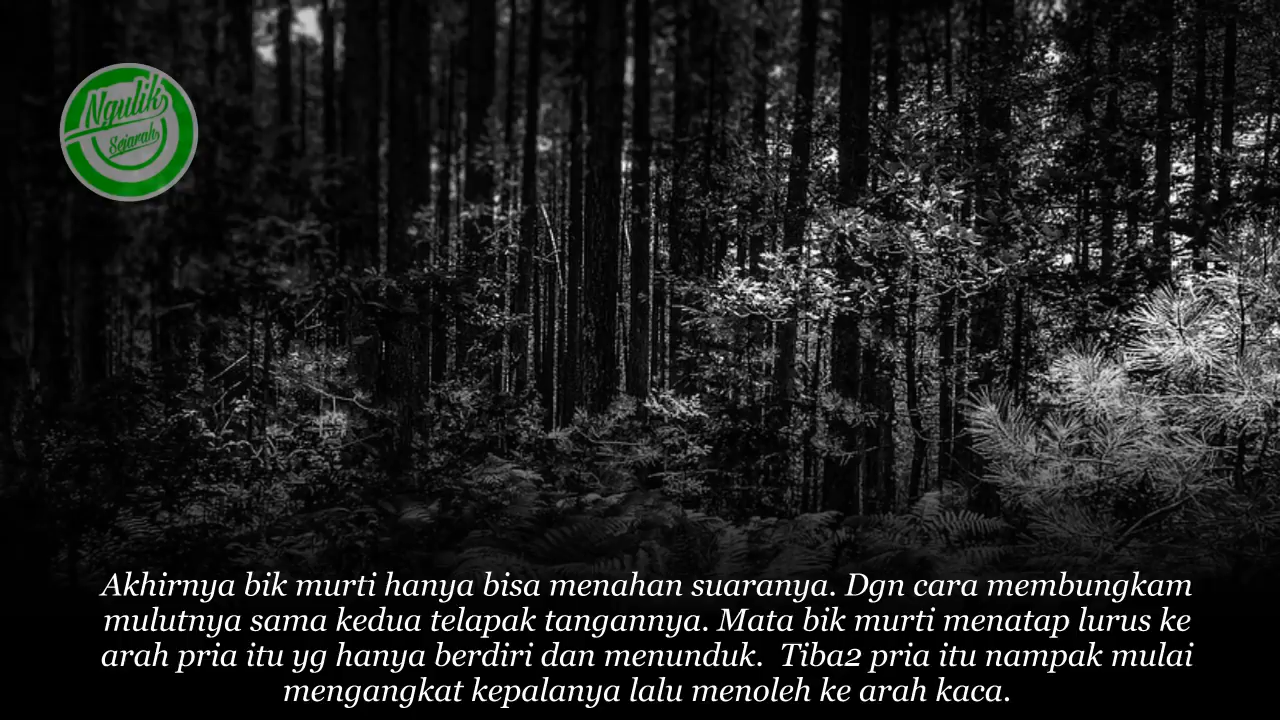 Ngulik
Sejarah
Akhirnya bik murti hanya bisa menahan suaranya. Dgn cara membungkam
mulutnya sama kedua telapak tangannya. Mata bik murti menatap lurus ke
arah pria itu yg hanya berdiri dan menunduk.  Tiba2 pria itu nampak mulai
mengangkat kepalanya lalu menoleh ke arah kaca.